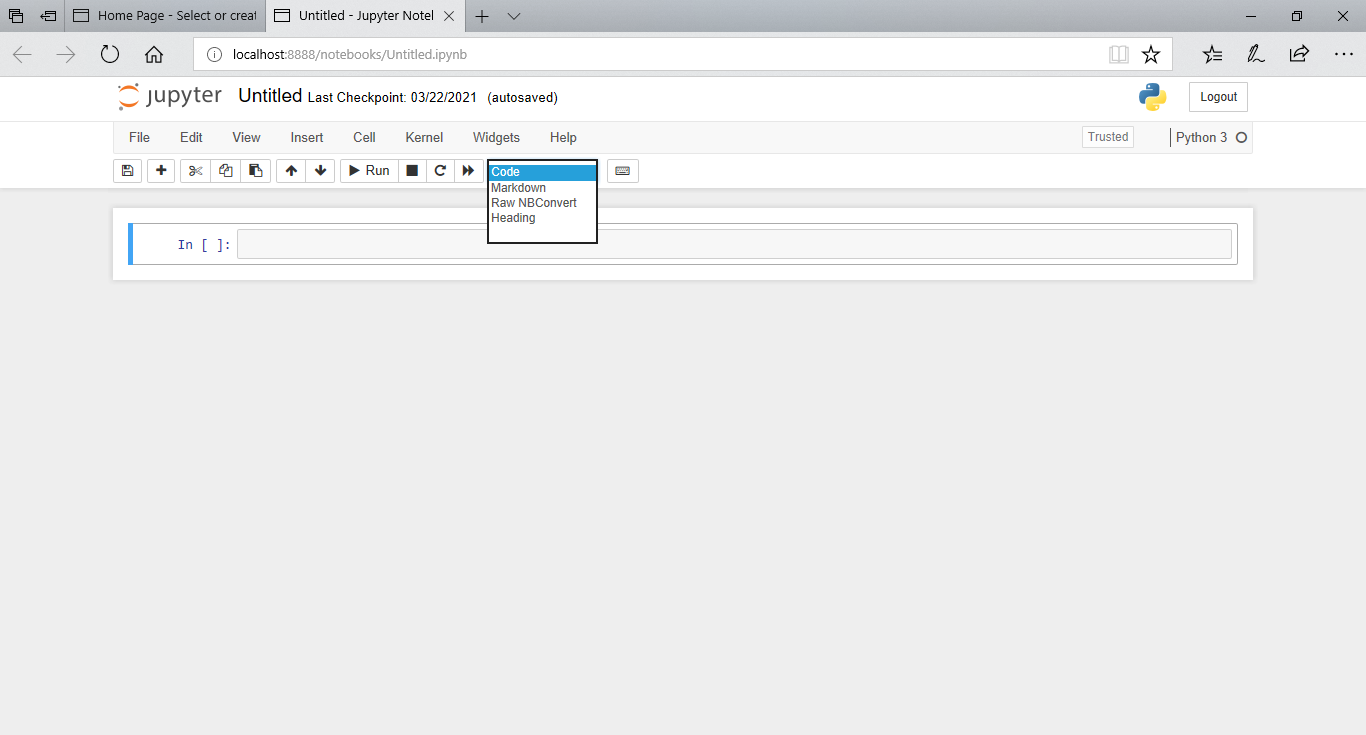 Home Page - Select or creat
Untitled - Jupyter Notel
localhost:8888/notebooks/Untitled.ipynb
jupyter Untitled Last Checkpoint: 03/22/2021 (autosaved)
Logout
File Edit View Insert Cell Kernel Widgets Help
Trusted
Python 3
Run
Code
Markdown
Raw NBConvert
Heading
In [ ]: